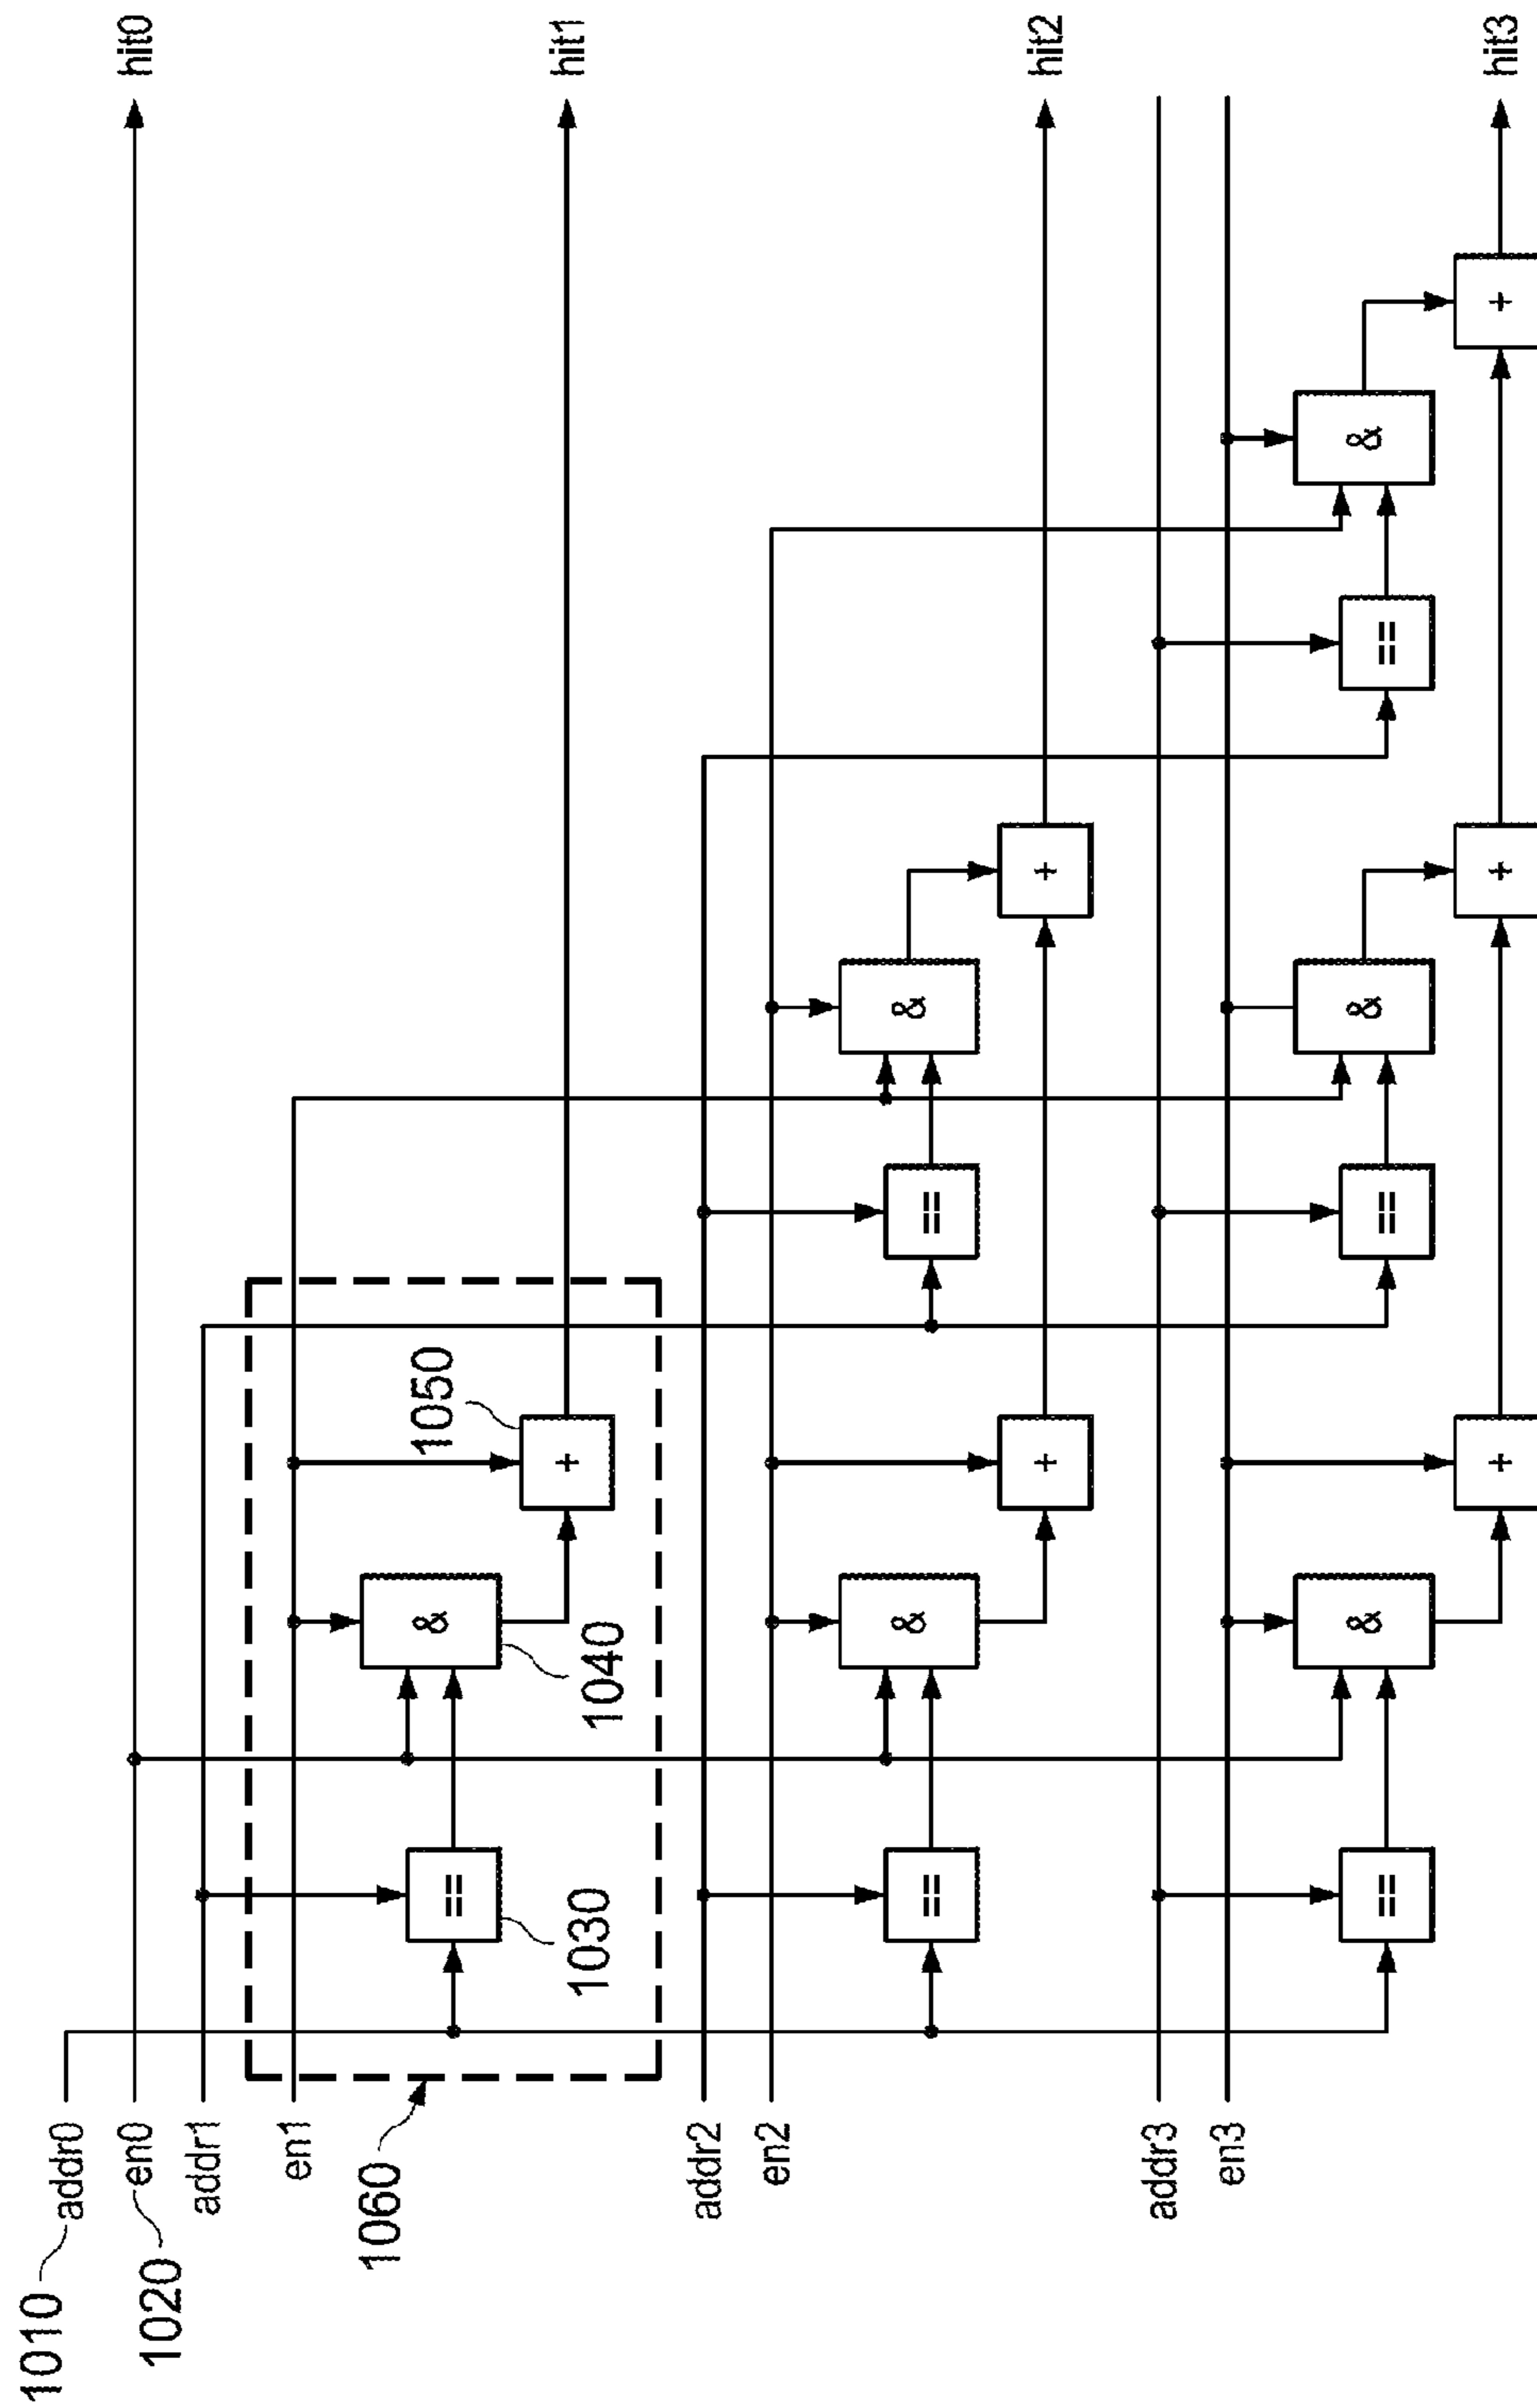 1010
addr0
1020
en0
hit0
addr1
en1
1060
==
&
1050
+
hit1
1030
1040
addr2
en2
==
&
==
&
+
+
hit2
addr3
en3
==
&
==
&
==
&
+
+
+
hit3